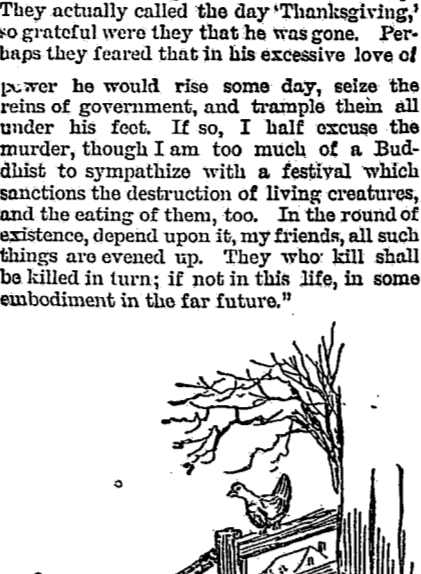 They actually called the day 'Thanksgiving,'
so grateful were they that he was gone. Per-
haps they feared that in his excessive love of
power he would rise some day, seize the
reins of government, and trample them all
under his feet. If so, I half excuse the
murder, though I am too much of a Bud-
dhist to sympathize with a festival which
sanctions the destruction of living creatures,
and the eating of them, too. In the round of
existence, depend upon it, my friends, all such
things are evened up. They who kill shall
be killed in turn; if not in this life, in some
embodiment in the far future."